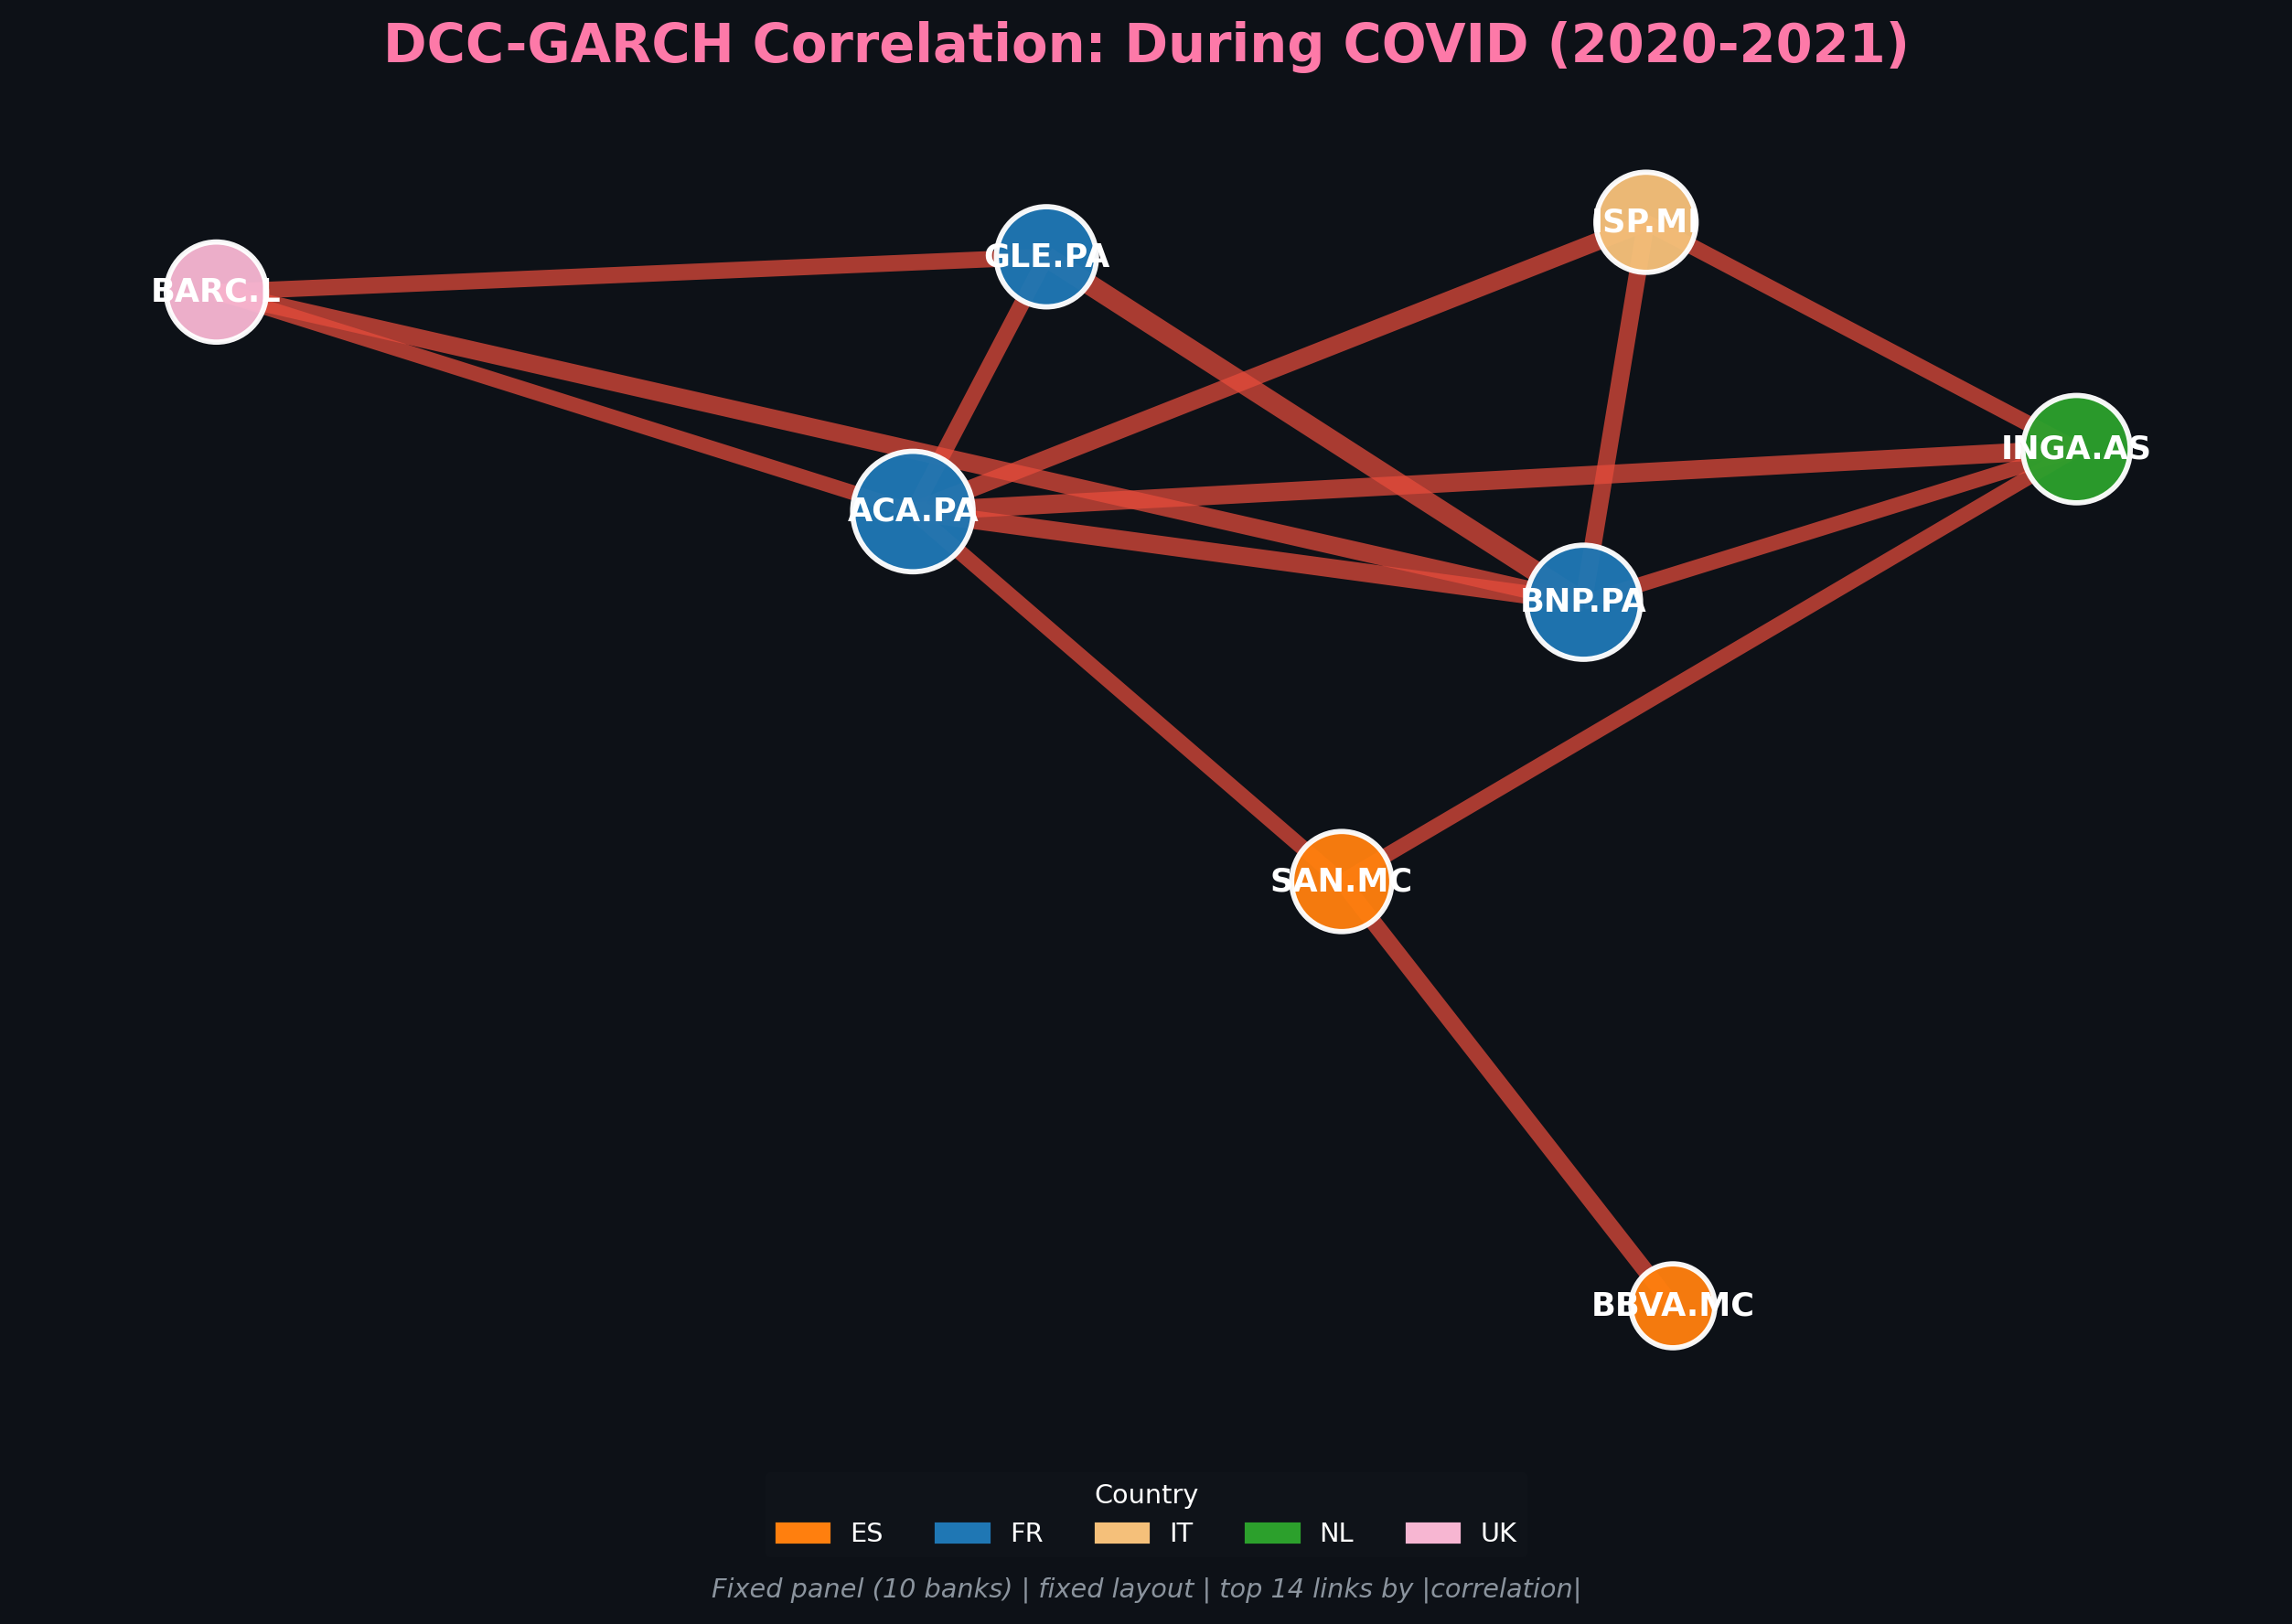 DCC-GARCH Correlation: During COVID (2020-2021)
ISP.MI
GLE.PA
BARC.L
INGA.AS
ACA.PA
BNP.PA
SAN.MC
BBVA.MC
Country
ES FR IT NL UK
Fixed panel (10 banks) | fixed layout | top 14 links by |correlation|